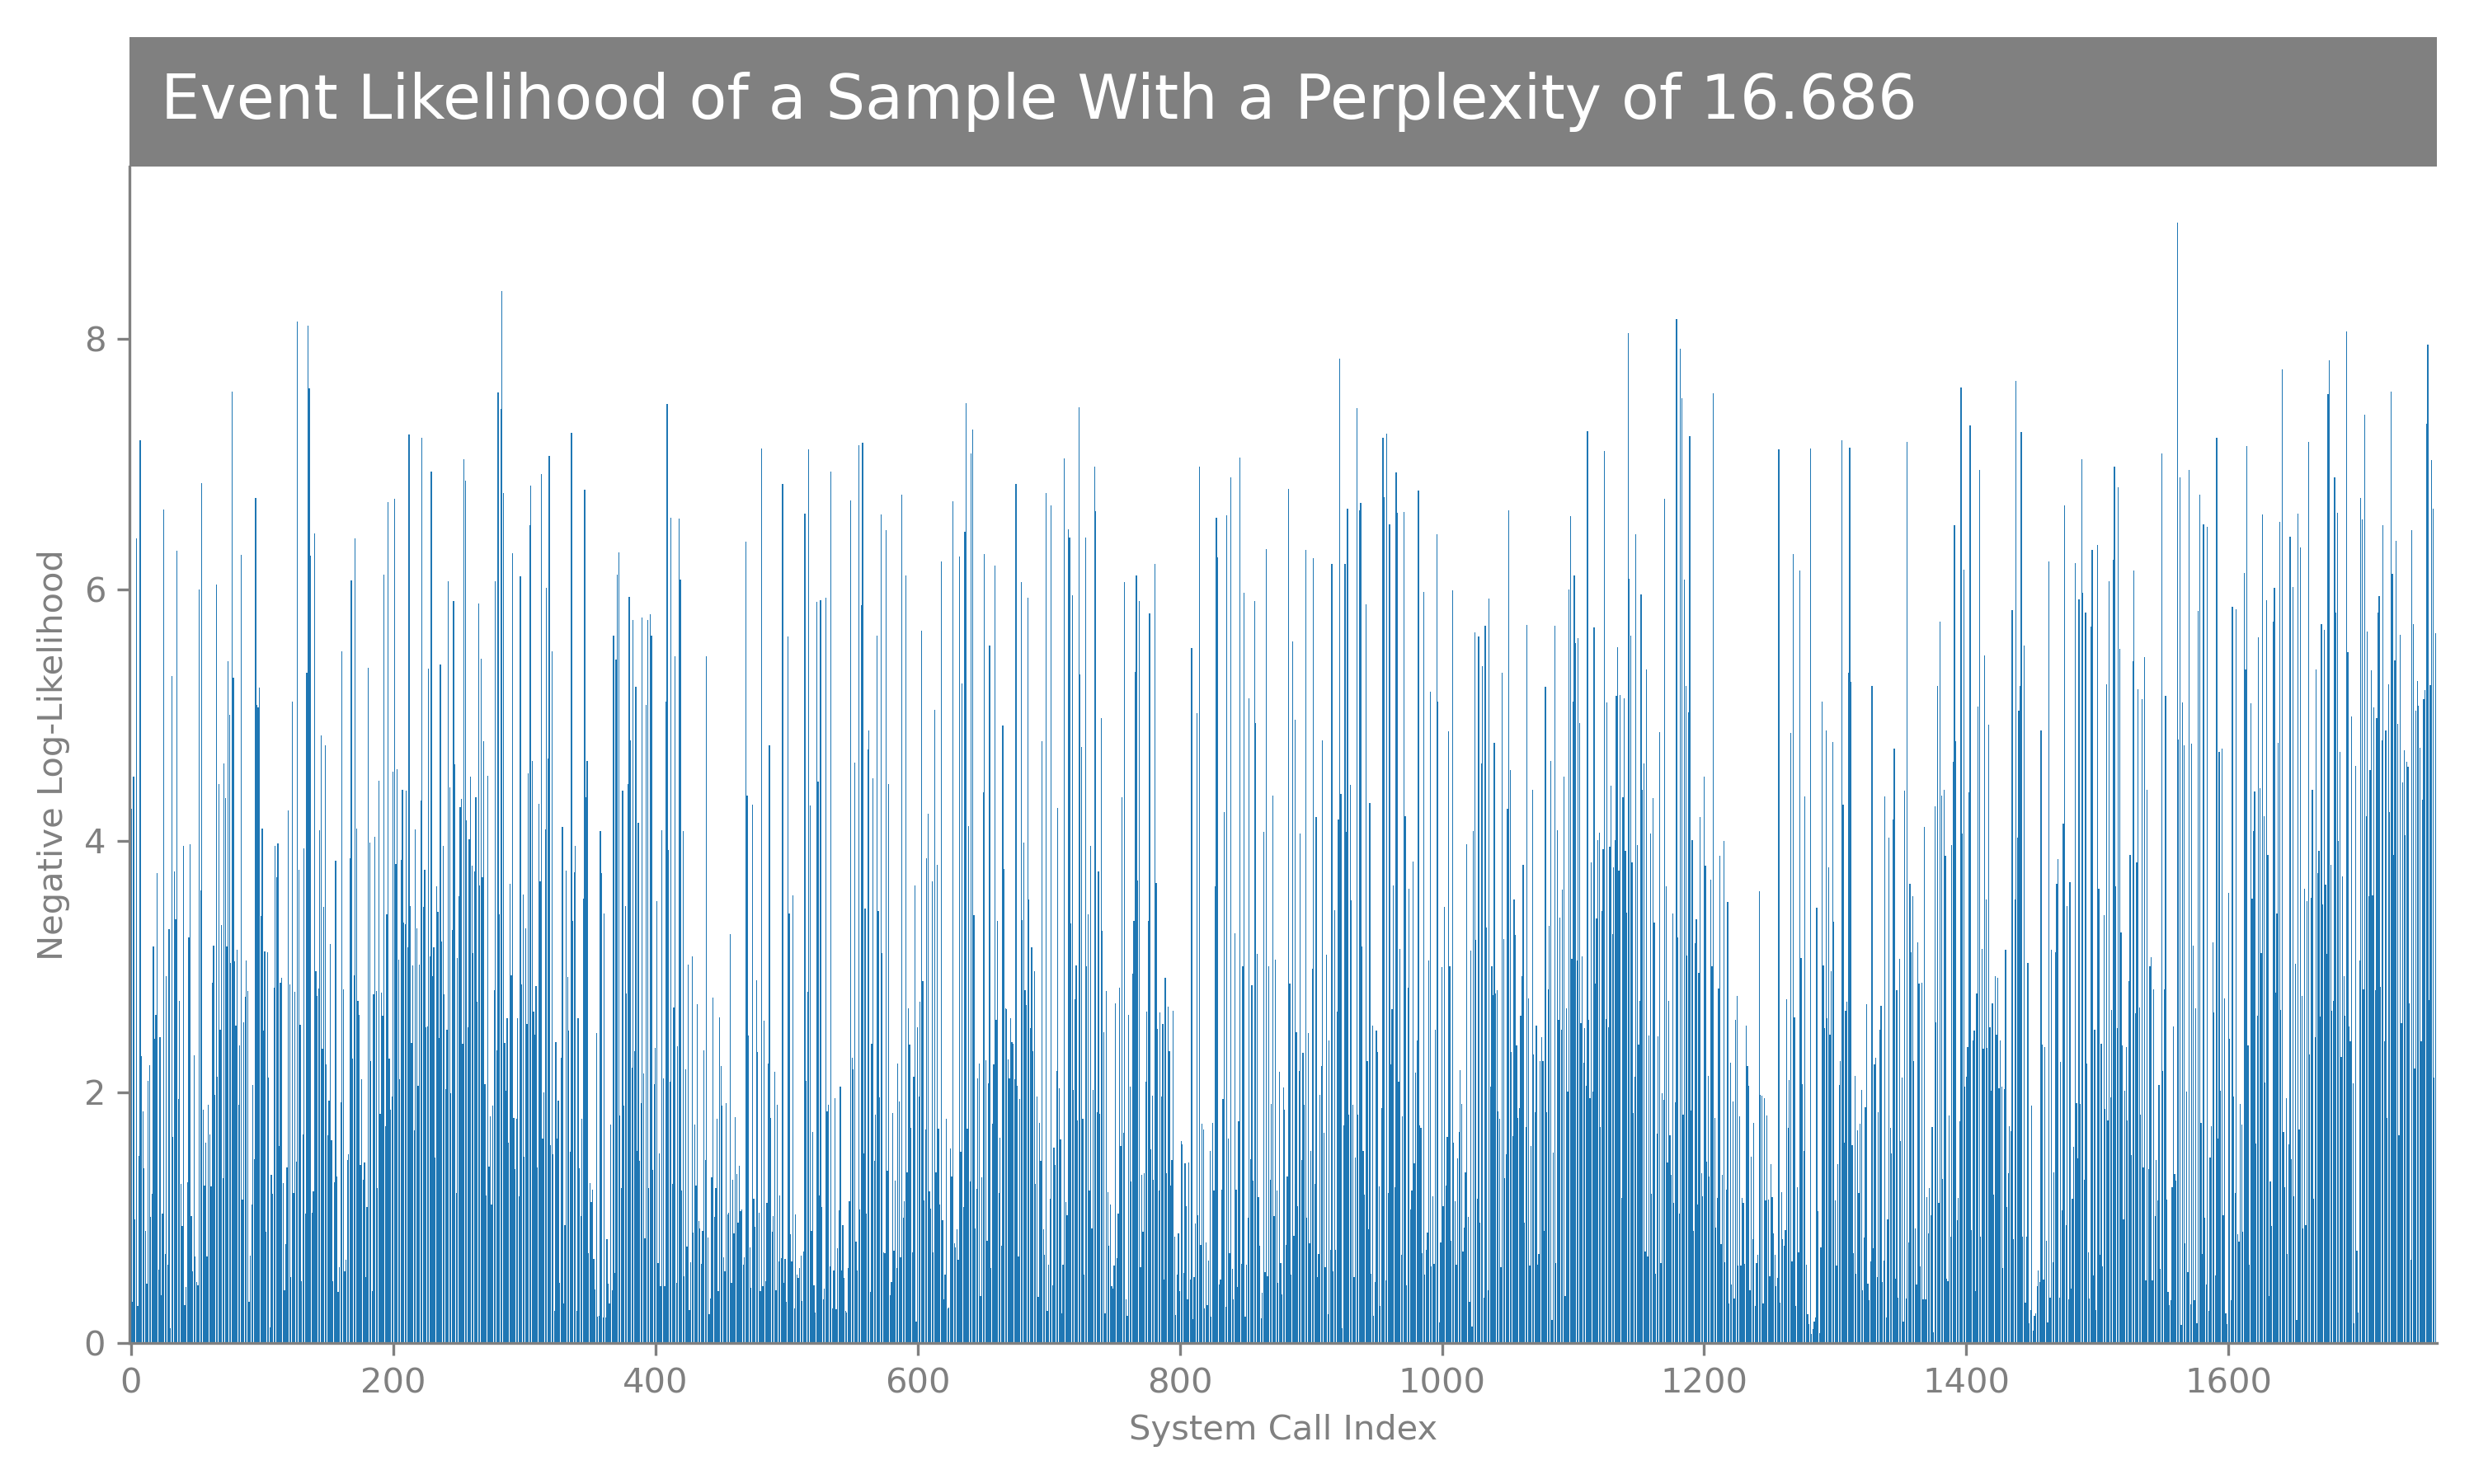 Event Likelihood of a Sample With a Perplexity of 16.686
Negative Log-Likelihood
8
6
4
2
0
0 200 400 600 800 1000 1200 1400 1600
System Call Index